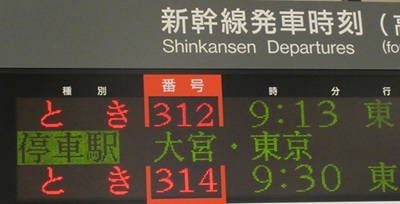 新幹線発車時刻（
Shinkansen Departures (fo
種別 番号 時分 行
とき 312 9:13 東
停車駅 大宮・東京
とき 314 9:30 東